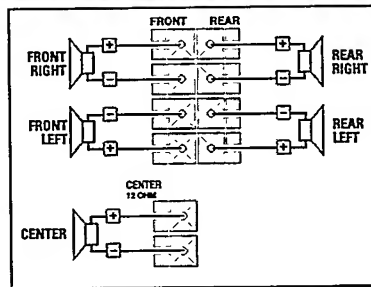 FRONT REAR
FRONT
RIGHT
+
+
REAR
RIGHT
−
−
FRONT
LEFT
−
−
REAR
LEFT
+
+
CENTER
12 OHM
CENTER
+
−